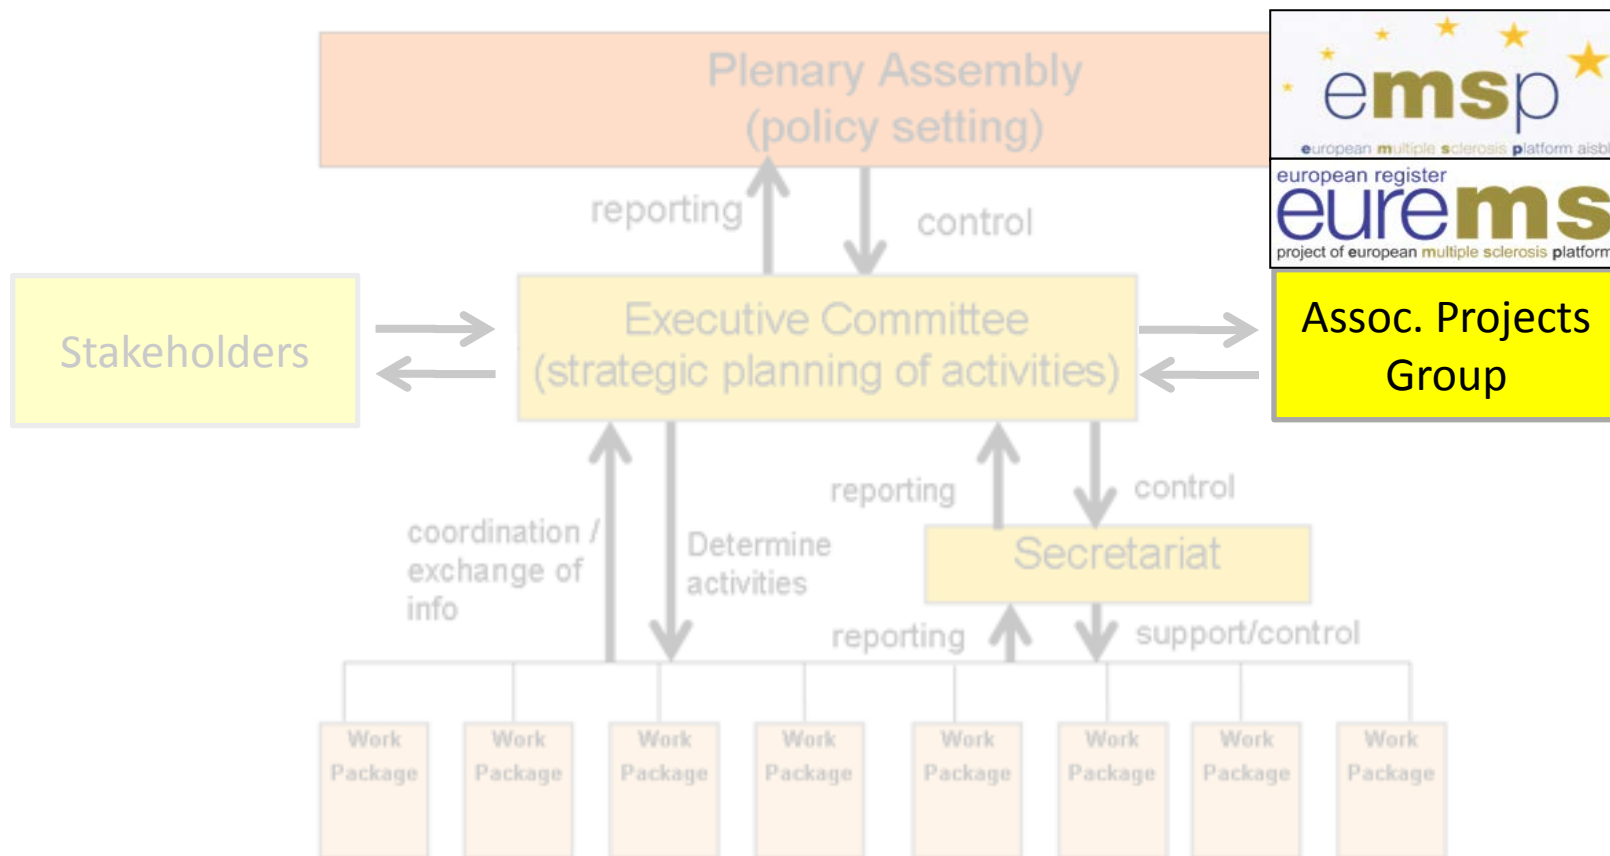 Plenary Assembly
(policy setting)
emsp
european multiple sclerosis platform aisbl
european register
eurems
project of european multiple sclerosis platform
reporting
control
Stakeholders
Executive Committee
(strategic planning of activities)
Assoc. Projects
Group
reporting
control
coordination /
exchange of
info
Determine
activities
Secretariat
reporting
support/control
Work
Package
Work
Package
Work
Package
Work
Package
Work
Package
Work
Package
Work
Package
Work
Package